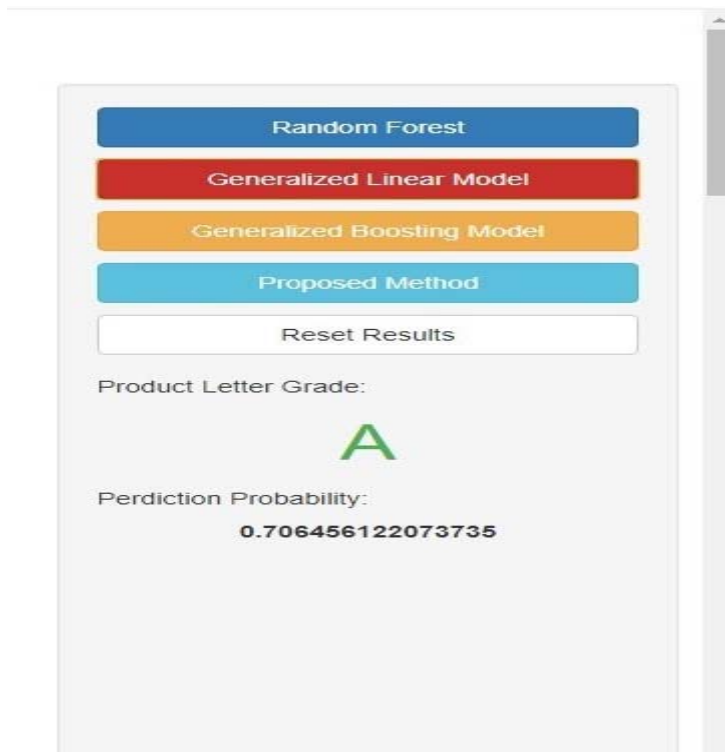 Random Forest
Generalized Linear Model
Generalized Boosting Model
Proposed Method
Reset Results
Product Letter Grade:
A
Perdiction Probability:
0.706456122073735